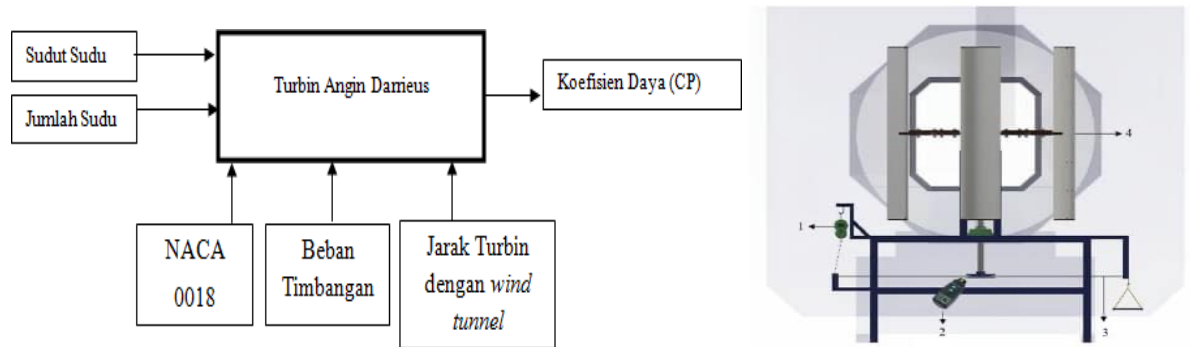 Sudut Sudu
Jumlah Sudu
Turbin Angin Darrieus
Koefisien Daya (CP)
NACA
0018
Beban
Timbangan
Jarak Turbin
dengan wind
tunnel
4
1
2
3